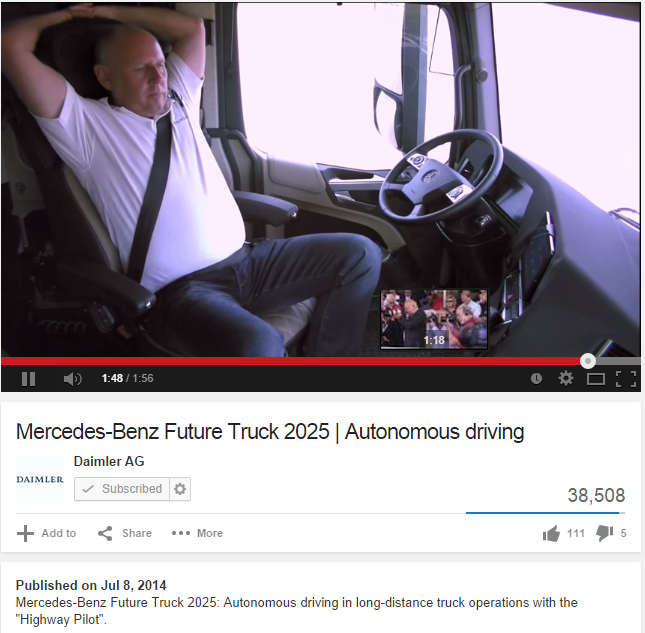 1:18
1:48 / 1:56
Mercedes-Benz Future Truck 2025 | Autonomous driving
DAIMLER
Daimler AG
Subscribed
38,508
Add to Share More 111 5
Published on Jul 8, 2014
Mercedes-Benz Future Truck 2025: Autonomous driving in long-distance truck operations with the
"Highway Pilot".